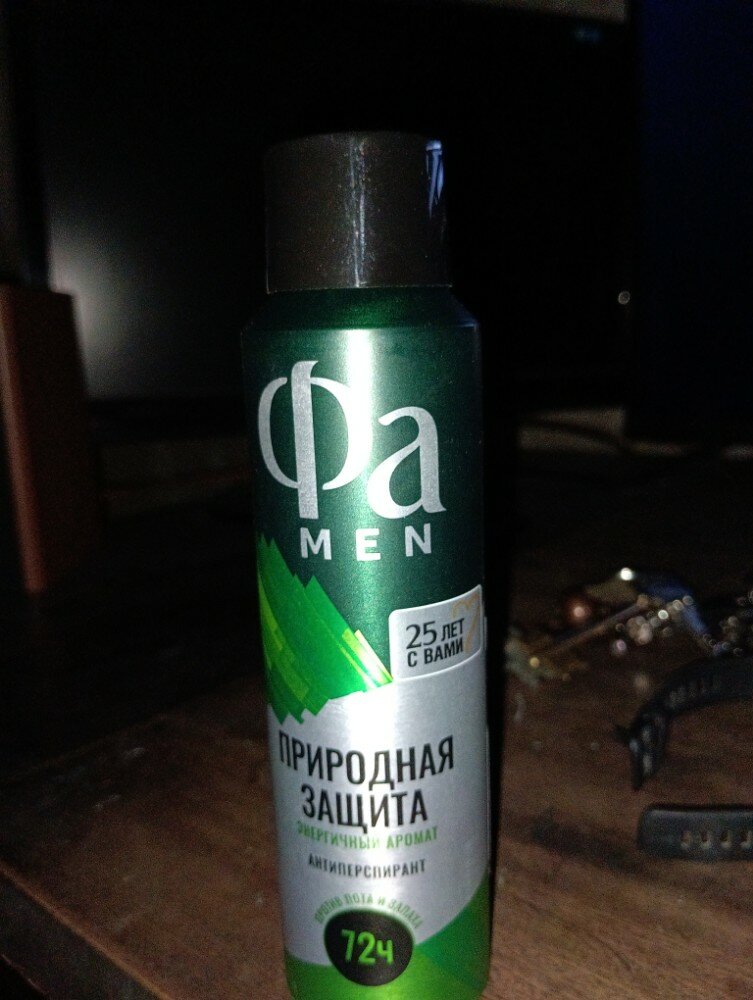 Фа
MEN
25 ЛЕТ
С ВАМИ
ПРИРОДНАЯ
ЗАЩИТА
ЭНЕРГИЧНЫЙ АРОМАТ
АНТИПЕРСПИРАНТ
ПРОТИВ ПОТА И ЗАПАХА
72Ч